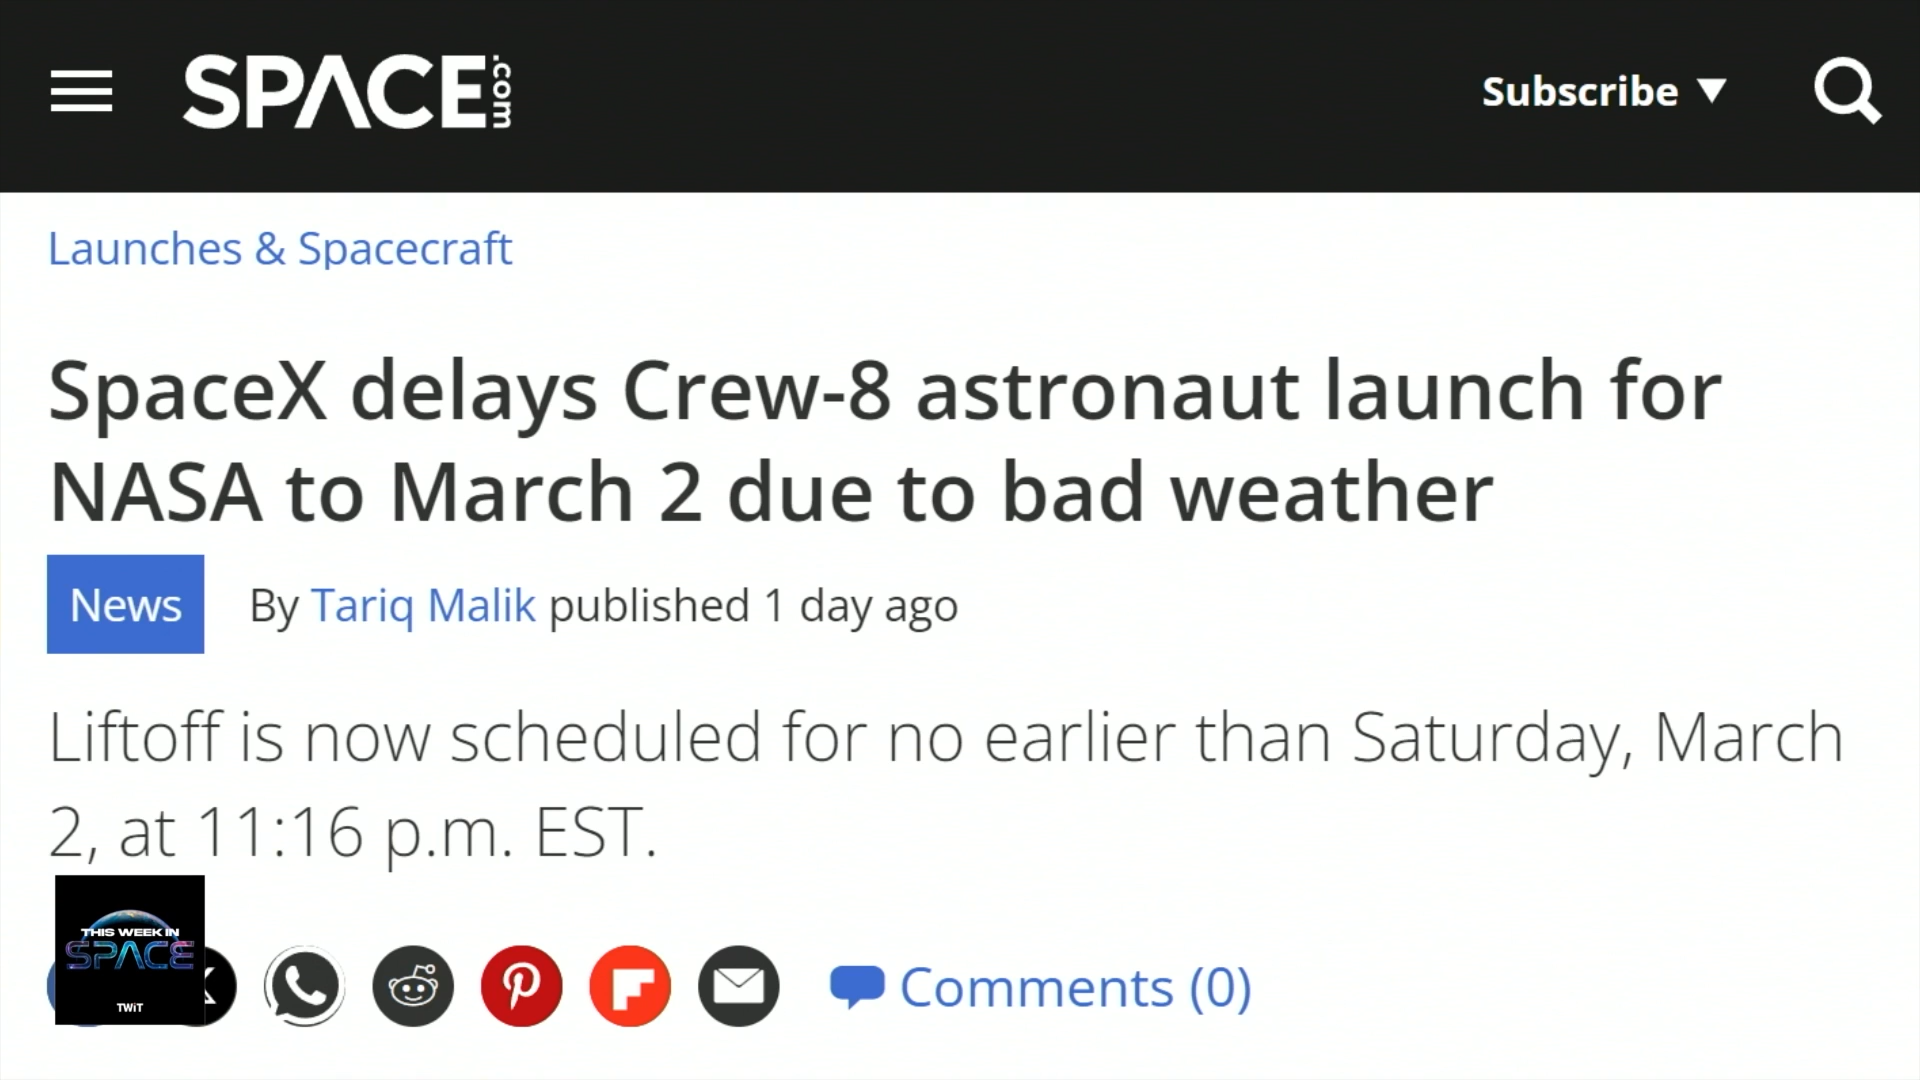 SPACE.com
Subscribe
Launches & Spacecraft
SpaceX delays Crew-8 astronaut launch for
NASA to March 2 due to bad weather
News By Tariq Malik published 1 day ago
Liftoff is now scheduled for no earlier than Saturday, March
2, at 11:16 p.m. EST.
THIS WEEK IN
SPACE
TWiT
Comments (0)